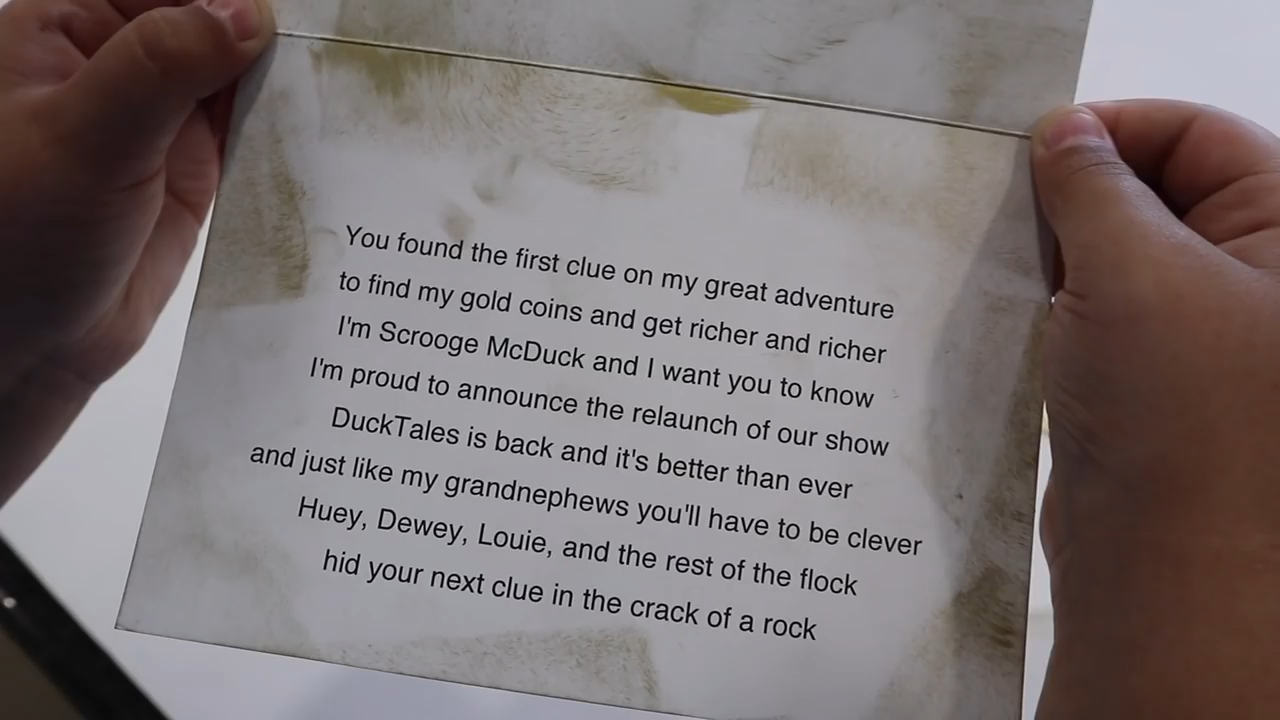 You found the first clue on my great adventure
to find my gold coins and get richer and richer
I'm Scrooge McDuck and I want you to know
I'm proud to announce the relaunch of our show
DuckTales is back and it's better than ever
and just like my grandnephews you'll have to be clever
Huey, Dewey, Louie, and the rest of the flock
hid your next clue in the crack of a rock